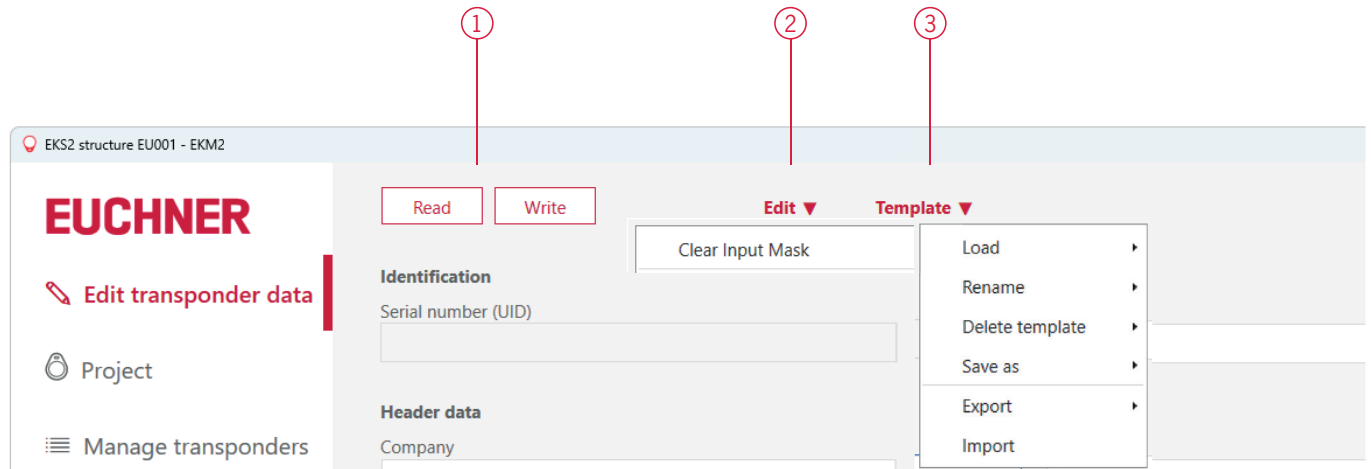 1 2 3
EKS2 structure EU001 - EKM2
EUCHNER
Edit transponder data
Project
Manage transponders
Read Write Edit ▼ Template ▼
Clear Input Mask
Load
Rename
Delete template
Save as
Export
Import
Identification
Serial number (UID)
Header data
Company